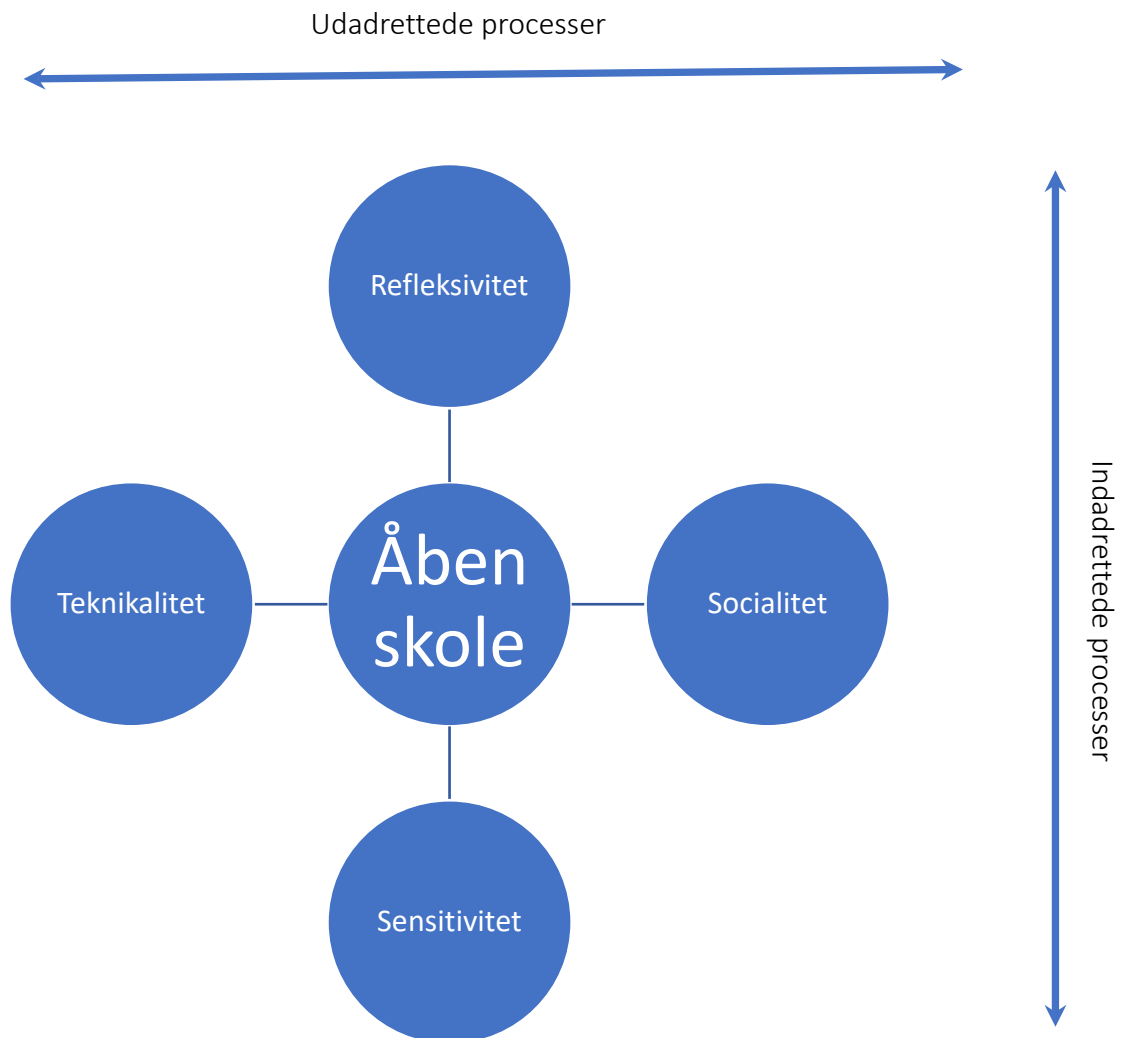 Udadrettede processer
Refleksivitet
Teknikalitet
Åben
skole
Socialitet
Indadrettede processer
Sensitivitet